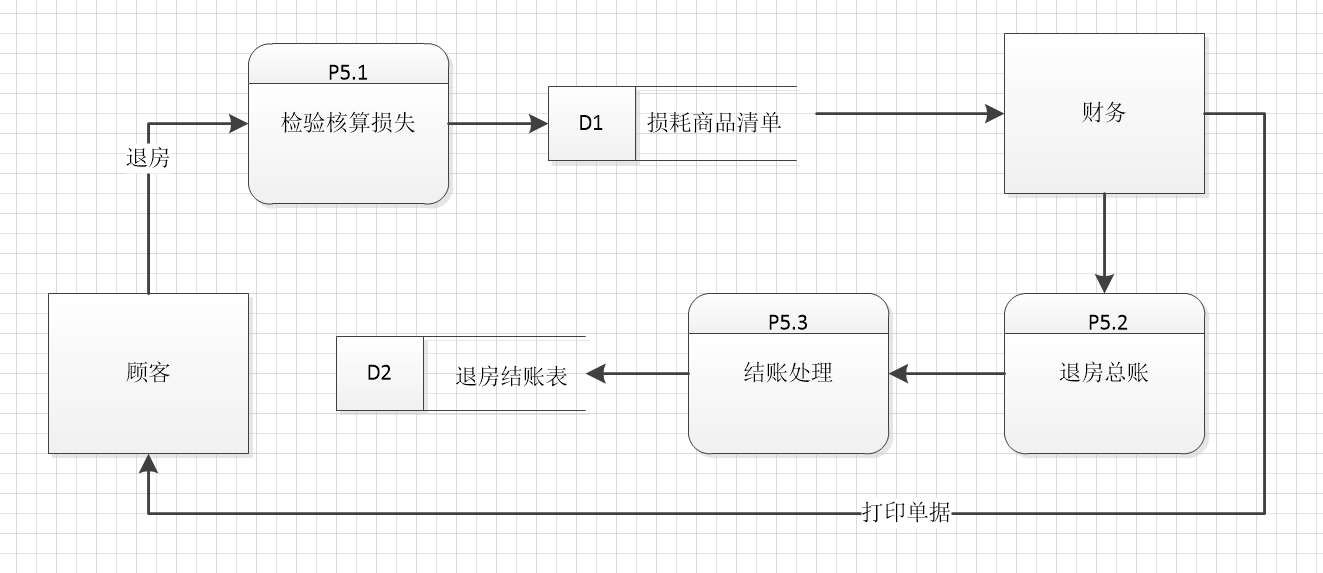 P5.1
检验核算损失
D1
损耗商品清单
财务
退房
顾客
D2
退房结账表
P5.3
结账处理
P5.2
退房总账
打印单据